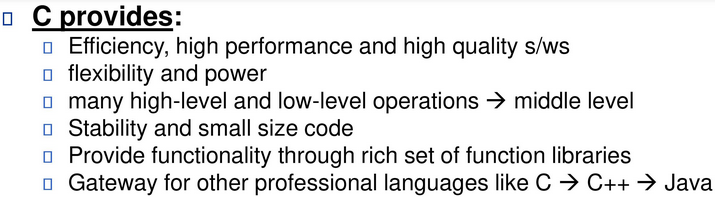 C provides:
Efficiency, high performance and high quality s/ws
flexibility and power
many high-level and low-level operations → middle level
Stability and small size code
Provide functionality through rich set of function libraries
Gateway for other professional languages like C → C++ → Java